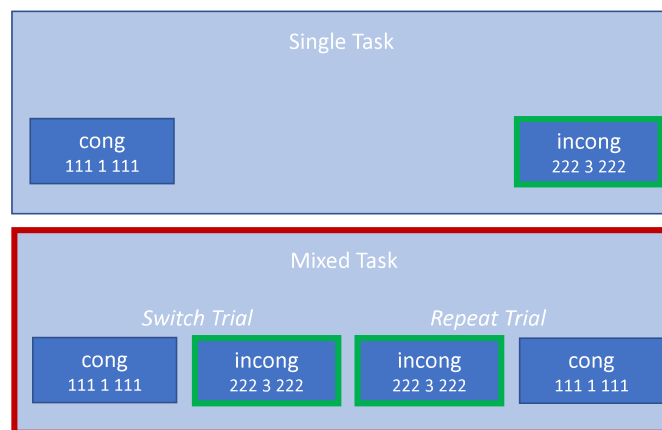 Single Task
cong
111 1 111
incong
222 3 222
Mixed Task
Switch Trial
Repeat Trial
cong
111 1 111
incong
222 3 222
incong
222 3 222
cong
111 1 111